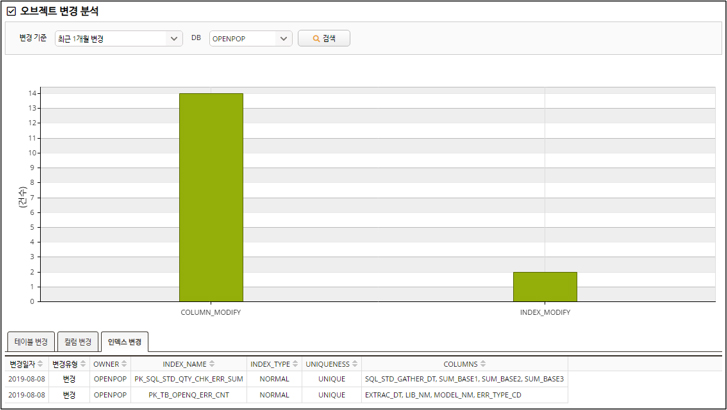 오브젝트 변경 분석
변경 기준 최근 1개월 변경 DB OPENPOP 검색
14
13
12
11
10
9
8
7
6
5
4
3
2
1
0
(건수)
COLUMN_MODIFY INDEX_MODIFY
테이블 변경 컬럼 변경 인덱스 변경
변경일자 변경유형 OWNER INDEX_NAME INDEX_TYPE UNIQUENESS COLUMNS
2019-08-08 변경 OPENPOP PK_SQL_STD_QTY_CHK_ERR_SUM NORMAL UNIQUE SQL_STD_GATHER_DT, SUM_BASE1, SUM_BASE2, SUM_BASE3
2019-08-08 변경 OPENPOP PK_TB_OPENQ_ERR_CNT NORMAL UNIQUE EXTRAC_DT, LIB_NM, MODEL_NM, ERR_TYPE_CD